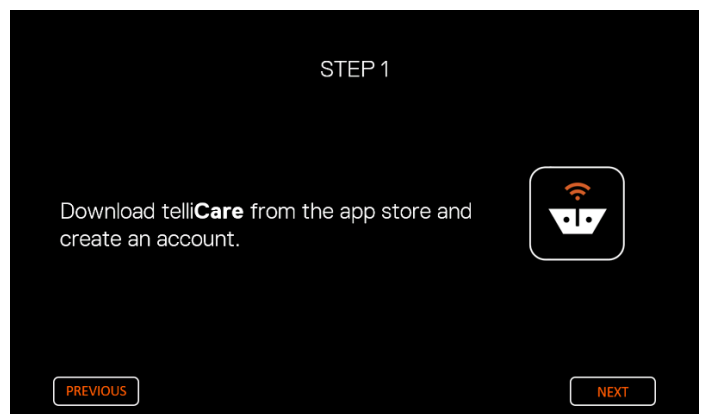 STEP 1
Download telliCare from the app store and
create an account.
PREVIOUS
NEXT